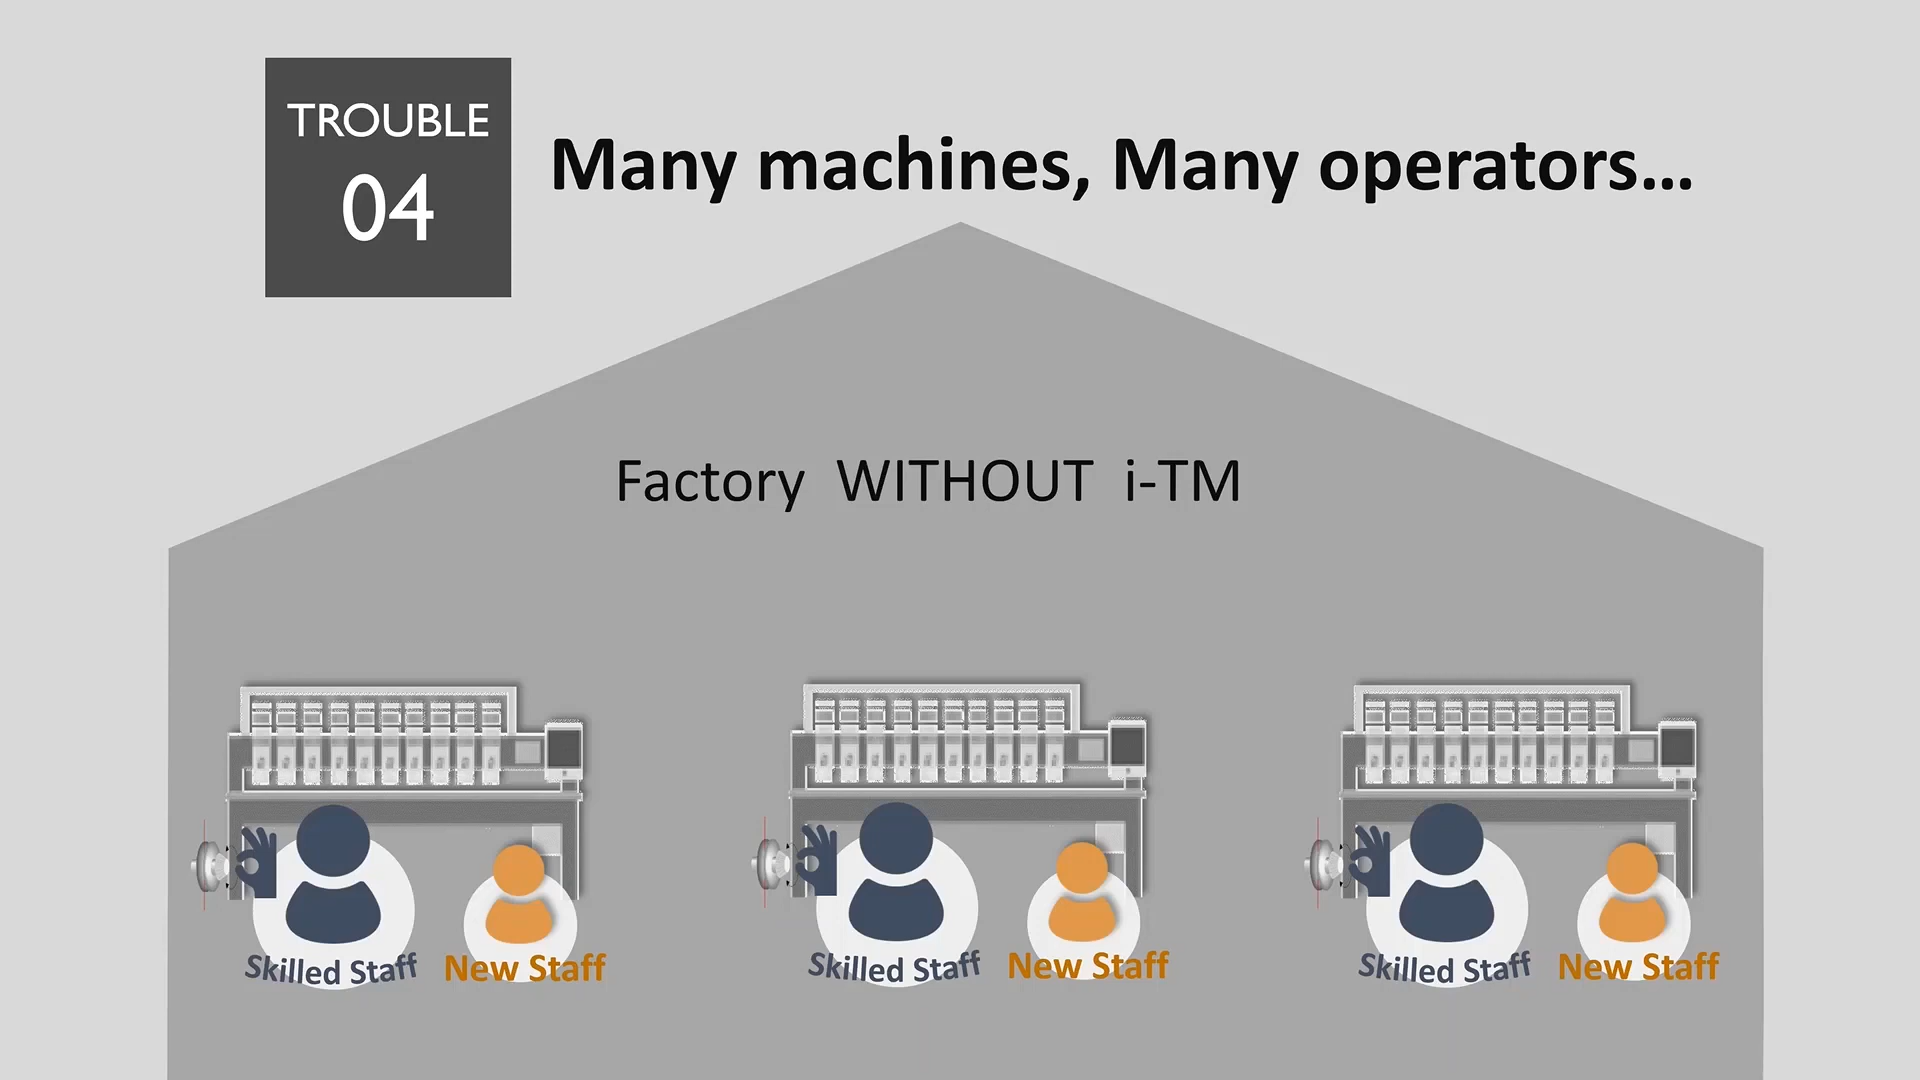 TROUBLE
04
Many machines, Many operators...
Factory WITHOUT i-TM
Skilled Staff New Staff Skilled Staff New Staff Skilled Staff New Staff